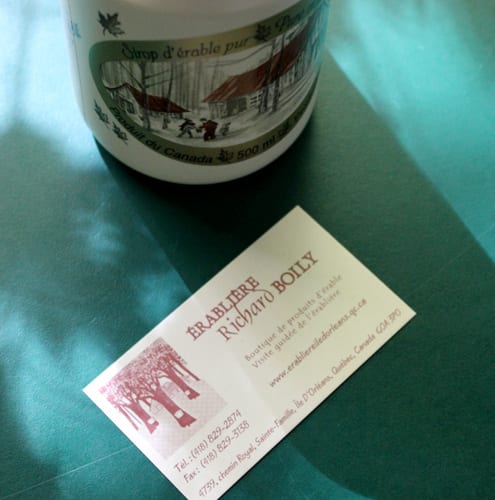 Sirop d'érable pur
Pure
Produit du Canada 500 ml
ÉRABLIÈRE
Richard BOILY
Boutique de produits d'érable
Visite guidée de l'érablière
www.erabliereiledorleans.qc.ca
Tél.: (418) 829-2874
Fax: (418) 829-3138
4739, chemin Royal, Sainte-Famille, Île D'Orléans, Québec, Canada G0A 3P0